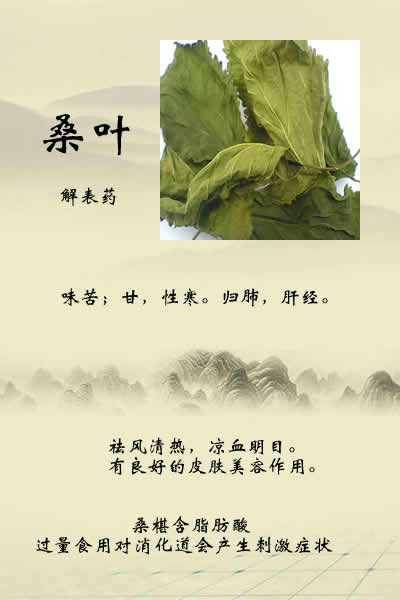 桑叶
解表药
味苦；甘，性寒。归肺，肝经。
祛风清热，凉血明目。
有良好的皮肤美容作用。
桑椹含脂肪酸
过量食用对消化道会产生刺激症状